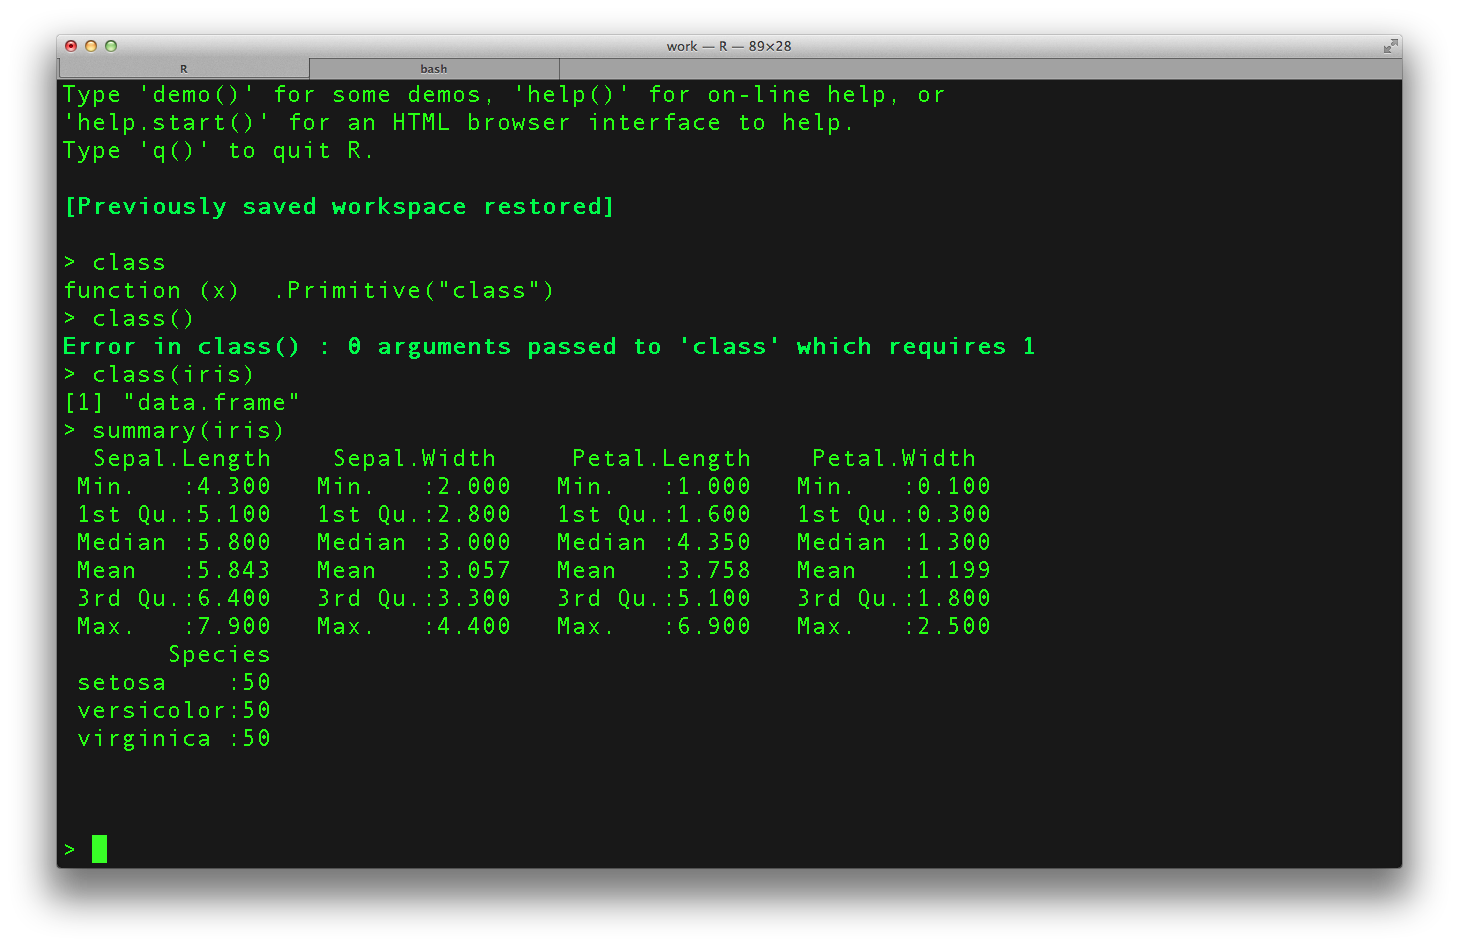 work — R — 89×28
R bash
Type 'demo()' for some demos, 'help()' for on-line help, or
'help.start()' for an HTML browser interface to help.
Type 'q()' to quit R.

[Previously saved workspace restored]

> class
function (x)  .Primitive("class")
> class()
Error in class() : 0 arguments passed to 'class' which requires 1
> class(iris)
[1] "data.frame"
> summary(iris)
  Sepal.Length    Sepal.Width     Petal.Length    Petal.Width
 Min.   :4.300   Min.   :2.000   Min.   :1.000   Min.   :0.100
 1st Qu.:5.100   1st Qu.:2.800   1st Qu.:1.600   1st Qu.:0.300
 Median :5.800   Median :3.000   Median :4.350   Median :1.300
 Mean   :5.843   Mean   :3.057   Mean   :3.758   Mean   :1.199
 3rd Qu.:6.400   3rd Qu.:3.300   3rd Qu.:5.100   3rd Qu.:1.800
 Max.   :7.900   Max.   :4.400   Max.   :6.900   Max.   :2.500
       Species
 setosa    :50
 versicolor:50
 virginica :50

>